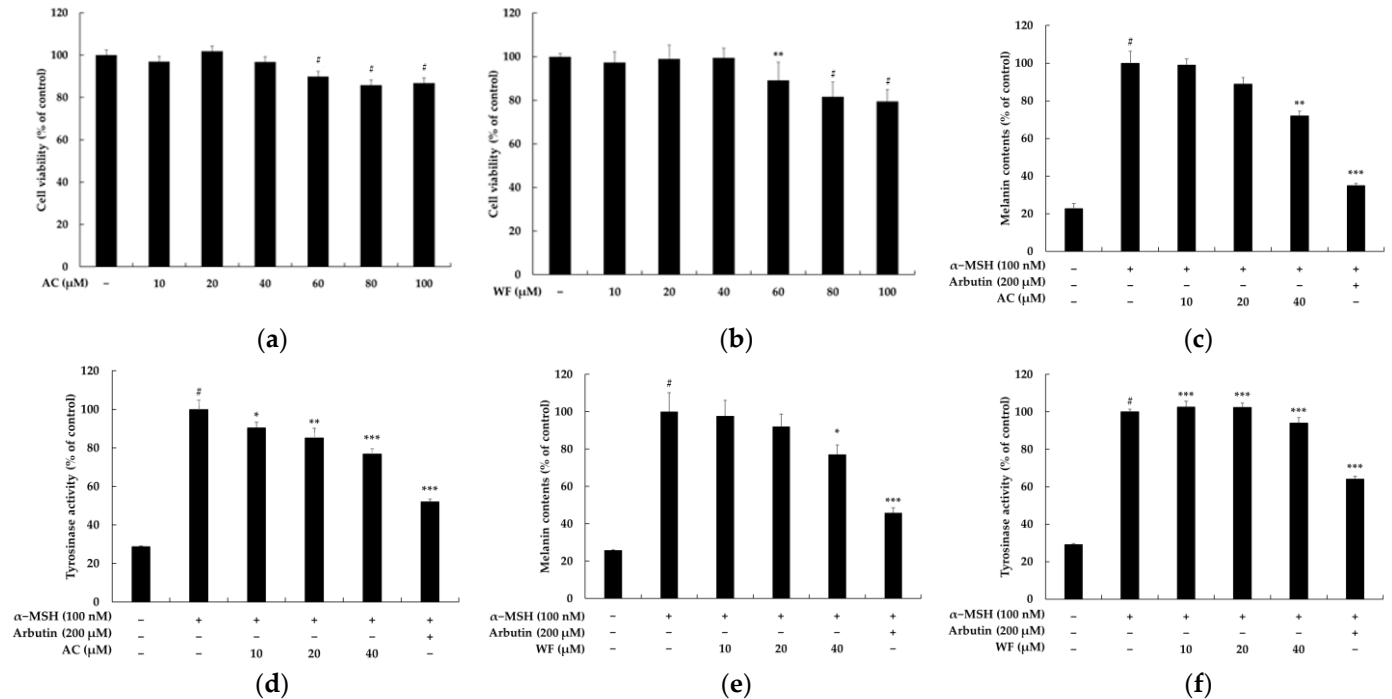 Cell viability (% of control)
120
100
80
60
40
20
0
# # #
AC (μM) – 10 20 40 60 80 100
(a)
Cell viability (% of control)
120
100
80
60
40
20
0
** # #
WF (μM) – 10 20 40 60 80 100
(b)
Melanin contents (% of control)
120
100
80
60
40
20
0
# ** ***
α–MSH (100 nM) – + + + + +
Arbutin (200 μM) – – – – – +
AC (μM) – – 10 20 40 –
(c)
Tyrosinase activity (% of control)
120
100
80
60
40
20
0
# * ** *** ***
α–MSH (100 nM) – + + + + +
Arbutin (200 μM) – – – – – +
AC (μM) – – 10 20 40 –
(d)
Melanin contents (% of control)
120
100
80
60
40
20
0
# * ***
α–MSH (100 nM) – + + + + +
Arbutin (200 μM) – – – – – +
WF (μM) – – 10 20 40 –
(e)
Tyrosinase activity (% of control)
120
100
80
60
40
20
0
# *** *** *** ***
α–MSH (100 nM) – + + + + +
Arbutin (200 μM) – – – – – +
WF (μM) – – 10 20 40 –
(f)